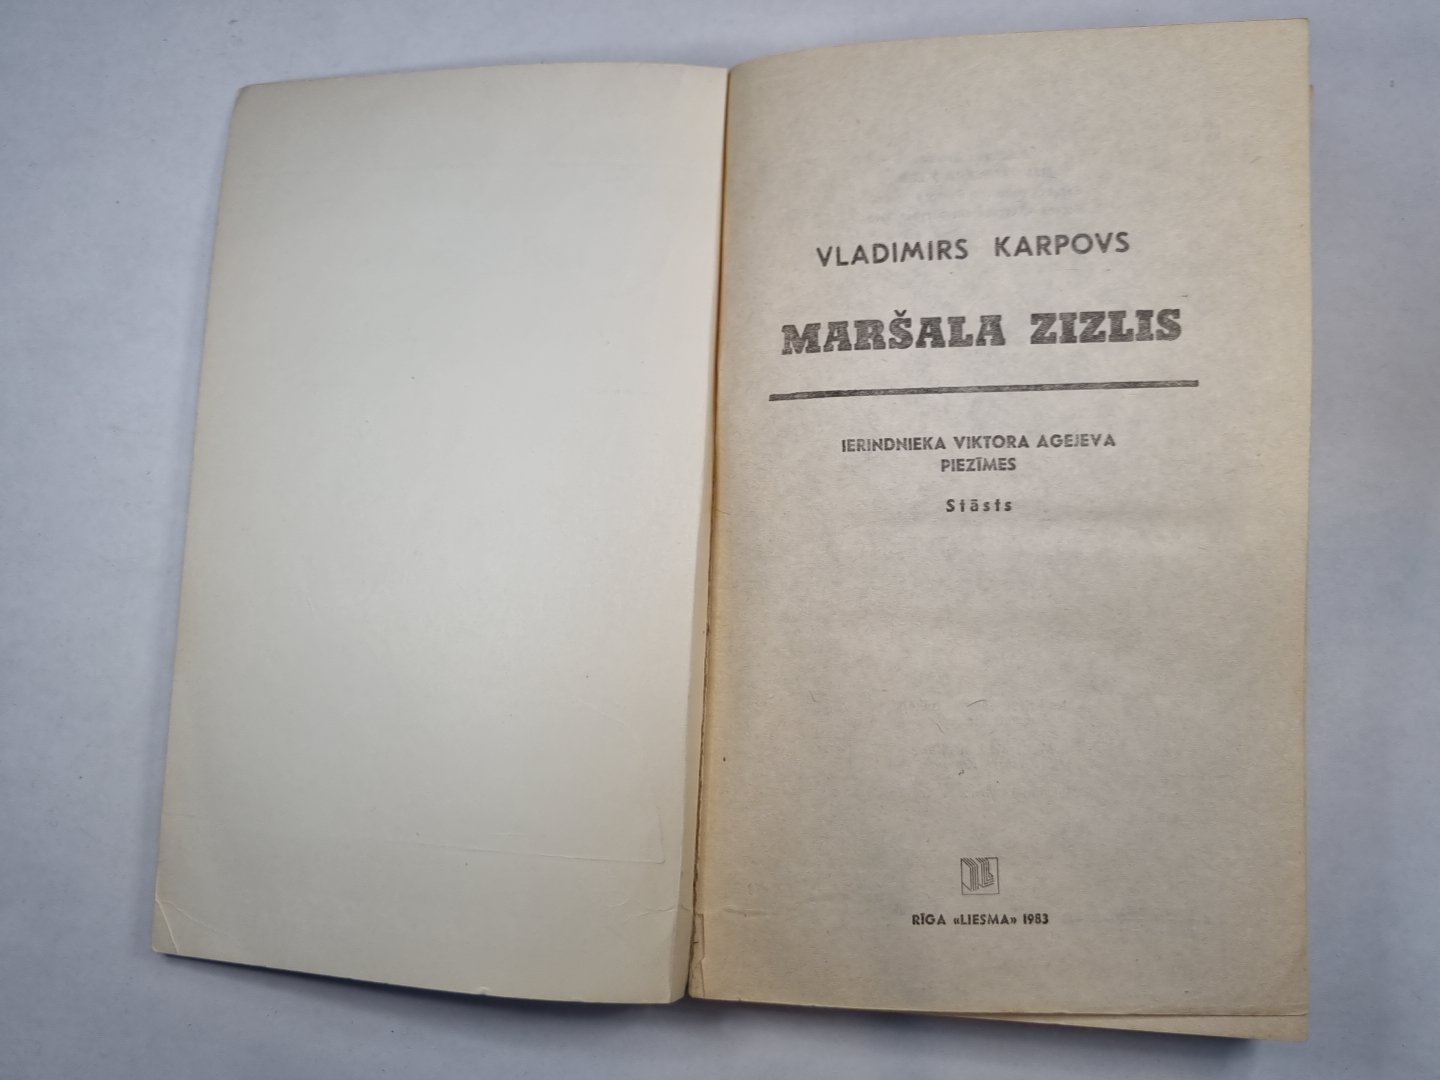 VLADIMIRS KARPOVS
MARŠALA ZIZLIS
IERINDNIEKA VIKTORA AGEJEVA
PIEZĪMES
Stāsts
RĪGA «LIESMA» 1983